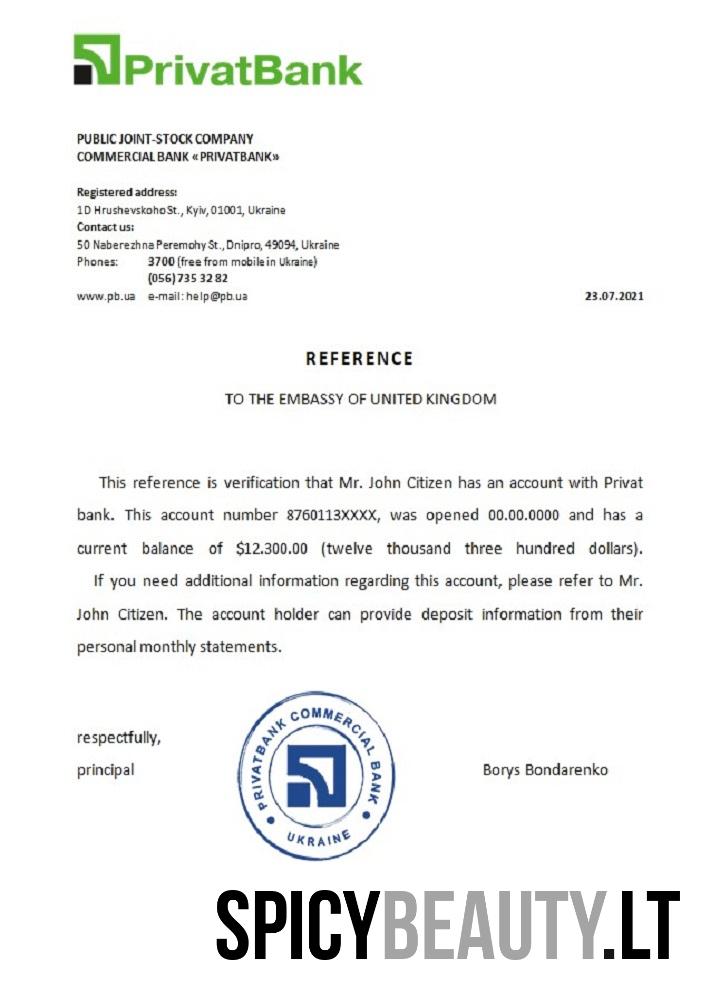 PrivatBank
PUBLIC JOINT-STOCK COMPANY
COMMERCIAL BANK «PRIVATBANK»
Registered address:
1D Hrushevskoho St., Kyiv, 01001, Ukraine
Contact us:
50 Naberezhna Peremohy St., Dnipro, 49094, Ukraine
Phones: 3700 (free from mobile in Ukraine)
(056) 735 32 82
www.pb.ua e-mail: help@pb.ua 23.07.2021
REFERENCE
TO THE EMBASSY OF UNITED KINGDOM
This reference is verification that Mr. John Citizen has an account with Privat
bank. This account number 8760113XXXX, was opened 00.00.0000 and has a
current balance of $12.300.00 (twelve thousand three hundred dollars).
If you need additional information regarding this account, please refer to Mr.
John Citizen. The account holder can provide deposit information from their
personal monthly statements.
respectfully,
principal Borys Bondarenko
PRIVATBANK COMMERCIAL BANK
UKRAINE
SPICYBEAUTY.LT